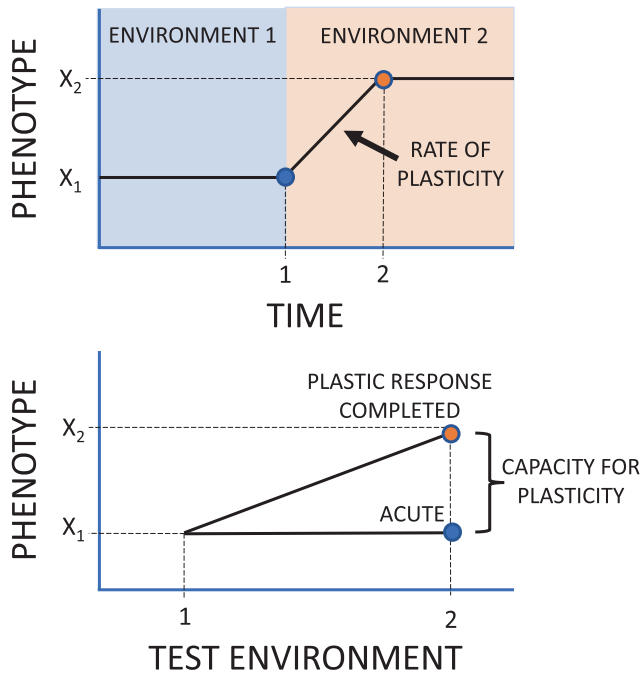 ENVIRONMENT 1
ENVIRONMENT 2
PHENOTYPE
X₂
X₁
RATE OF
PLASTICITY
1
2
TIME
PHENOTYPE
PLASTIC RESPONSE
COMPLETED
X₂
CAPACITY FOR
PLASTICITY
ACUTE
X₁
1
2
TEST ENVIRONMENT